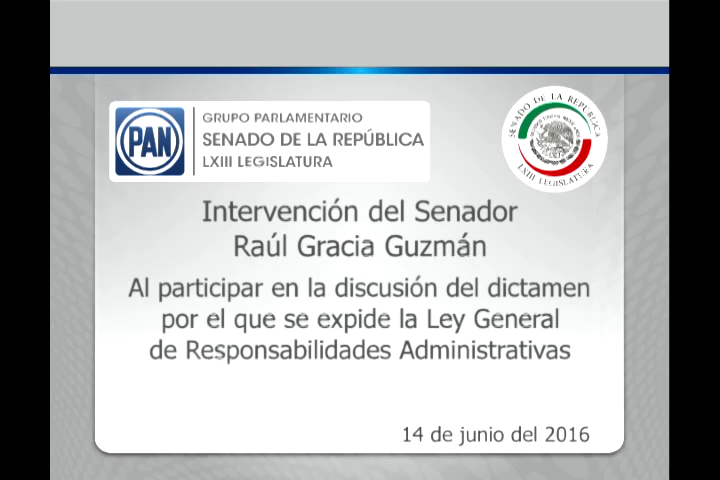 PAN
GRUPO PARLAMENTARIO
SENADO DE LA REPÚBLICA
LXIII LEGISLATURA
SENADO DE LA REPÚBLICA
LXIII LEGISLATURA
Intervención del Senador
Raúl Gracia Guzmán
Al participar en la discusión del dictamen
por el que se expide la Ley General
de Responsabilidades Administrativas
14 de junio del 2016